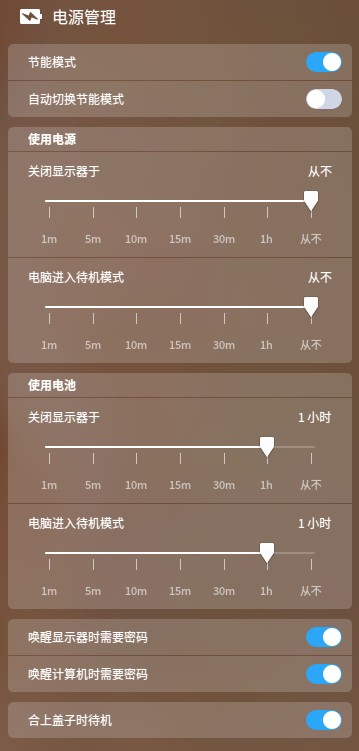 电源管理
节能模式
自动切换节能模式
使用电源
关闭显示器于 从不
1m 5m 10m 15m 30m 1h 从不
电脑进入待机模式 从不
1m 5m 10m 15m 30m 1h 从不
使用电池
关闭显示器于 1 小时
1m 5m 10m 15m 30m 1h 从不
电脑进入待机模式 1 小时
1m 5m 10m 15m 30m 1h 从不
唤醒显示器时需要密码
唤醒计算机时需要密码
合上盖子时待机